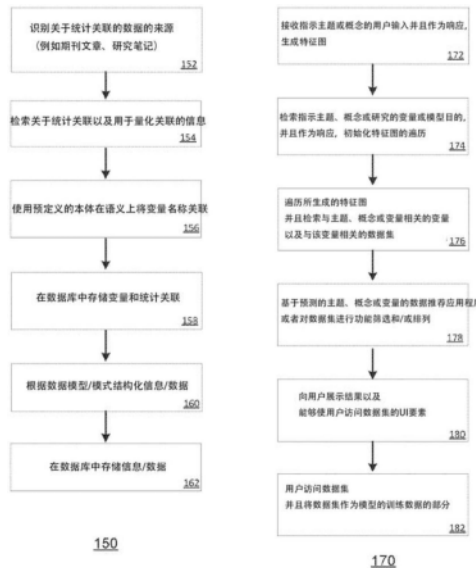 识别关于统计关联的数据的来源
(例如期刊文章、研究笔记)
152
检索关于统计关联以及用于量化关联的信息
154
使用预定义的本体在语义上将变量名称关联
156
在数据库中存储变量和统计关联
158
根据数据模型/模式结构化信息/数据
160
在数据库中存储信息/数据
162
150
接收指示主题或概念的用户输入并且作为响应,
生成特征图
172
检索指示主题、概念或研究的变量或模型目的,
并且作为响应, 初始化特征图的遍历
174
遍历所生成的特征图
并且检索与主题、概念或变量相关的变量
以及与该变量相关的数据集
176
基于预测的主题、概念或变量的数据推荐应用程序
或者对数据集进行功能筛选和/或排列
178
向用户展示结果以及
能够使用户访问数据集的UI要素
180
用户访问数据集
并且将数据集作为模型的训练数据的部分
182
170